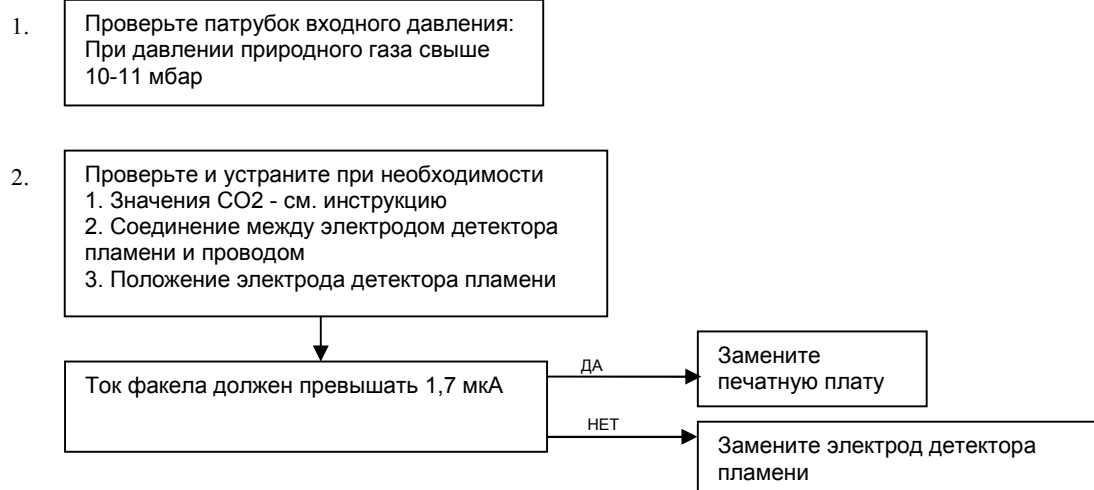 1.
Проверьте патрубок входного давления:
При давлении природного газа свыше
10-11 мбар
2.
Проверьте и устраните при необходимости
1. Значения CO2 - см. инструкцию
2. Соединение между электродом детектора
пламени и проводом
3. Положение электрода детектора пламени
Ток факела должен превышать 1,7 мкА
ДА
Замените
печатную плату
НЕТ
Замените электрод детектора
пламени